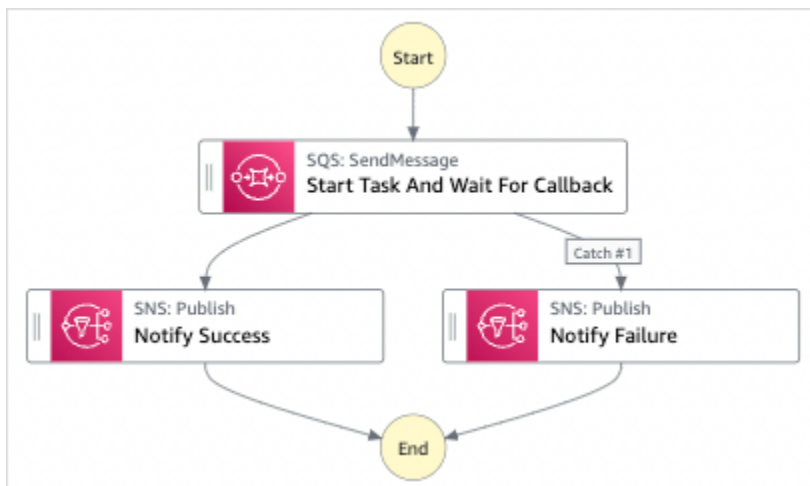 Start
SQS: SendMessage
Start Task And Wait For Callback
Catch #1
SNS: Publish
Notify Success
SNS: Publish
Notify Failure
End